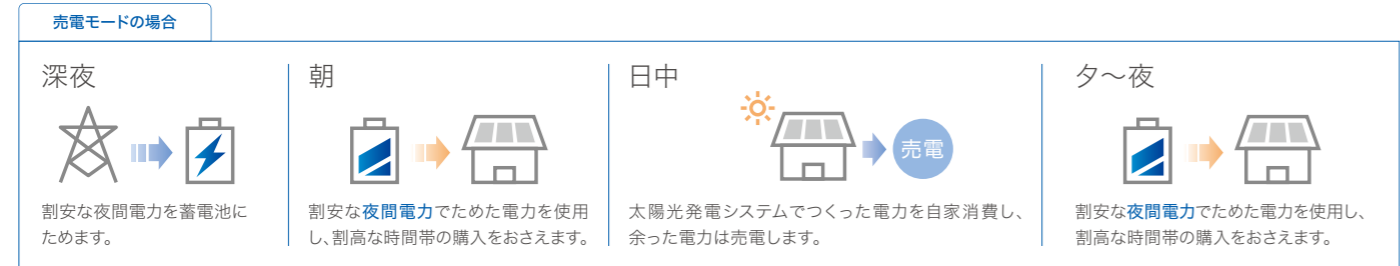 売電モードの場合
深夜
割安な夜間電力を蓄電池に
ためます。
朝
割安な夜間電力でためた電力を使用
し、割高な時間帯の購入をおさえます。
日中
売電
太陽光発電システムでつくった電力を自家消費し、
余った電力は売電します。
夕〜夜
割安な夜間電力でためた電力を使用し、
割高な時間帯の購入をおさえます。